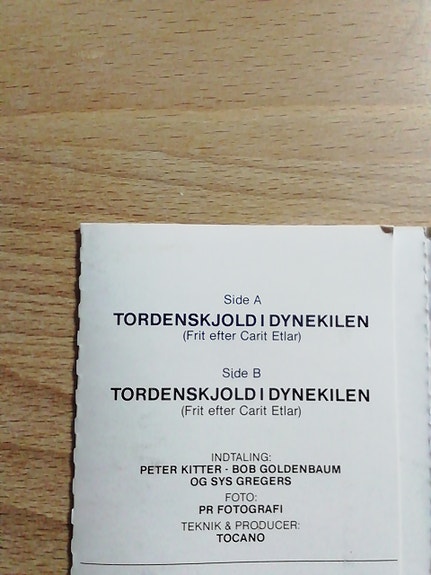 Side A
TORDENSKJOLD I DYNEKILEN
(Frit efter Carit Etlar)
Side B
TORDENSKJOLD I DYNEKILEN
(Frit efter Carit Etlar)
INDTALING:
PETER KITTER - BOB GOLDENBAUM
OG SYS GREGERS
FOTO:
PR FOTOGRAFI
TEKNIK & PRODUCER:
TOCANO